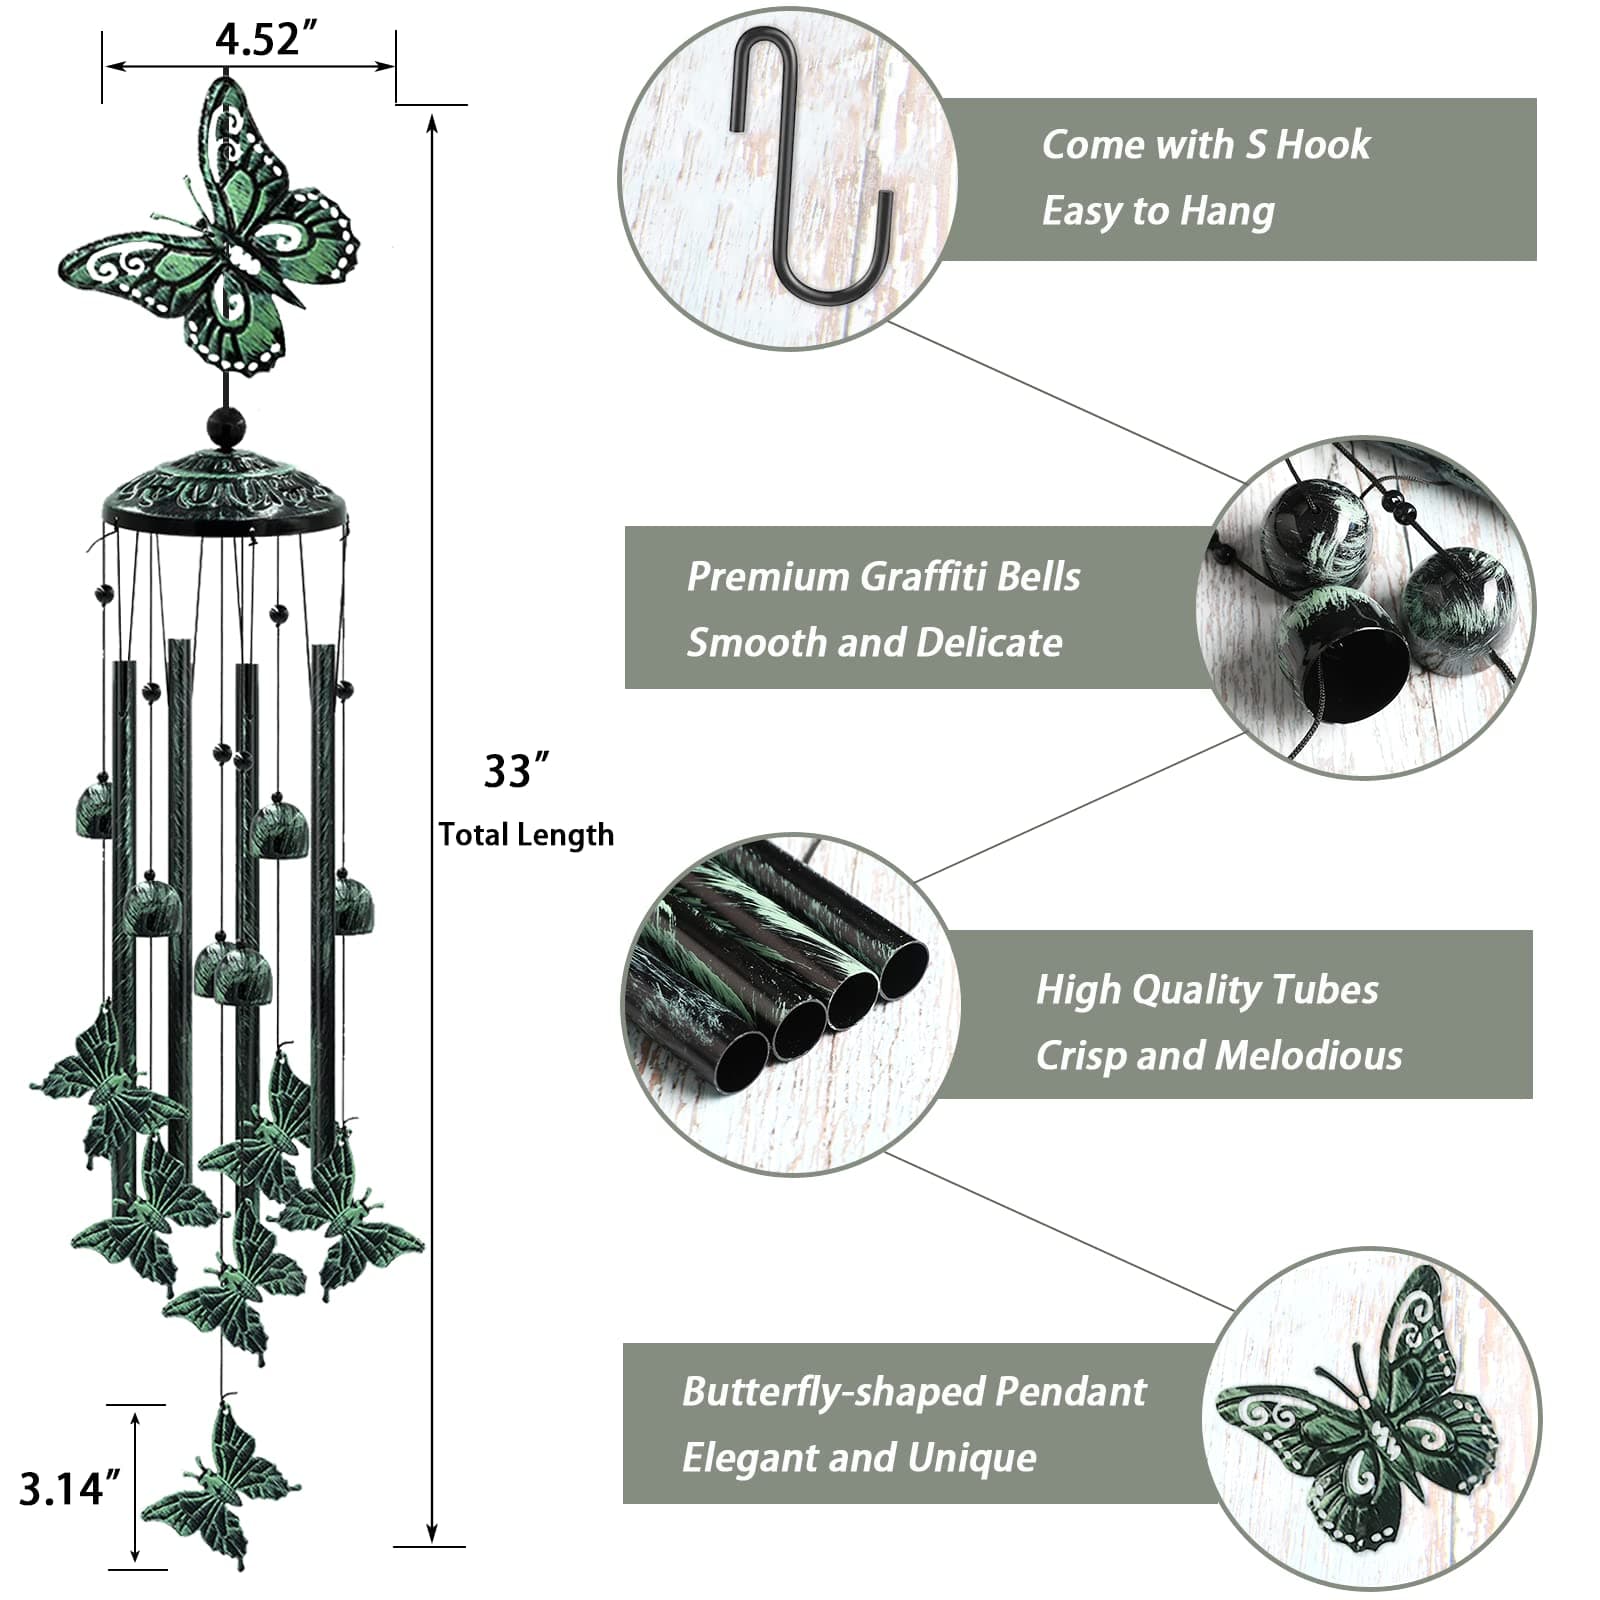 4.52"
Come with S Hook
Easy to Hang
Premium Graffiti Bells
Smooth and Delicate
33"
Total Length
High Quality Tubes
Crisp and Melodious
Butterfly-shaped Pendant
Elegant and Unique
3.14"